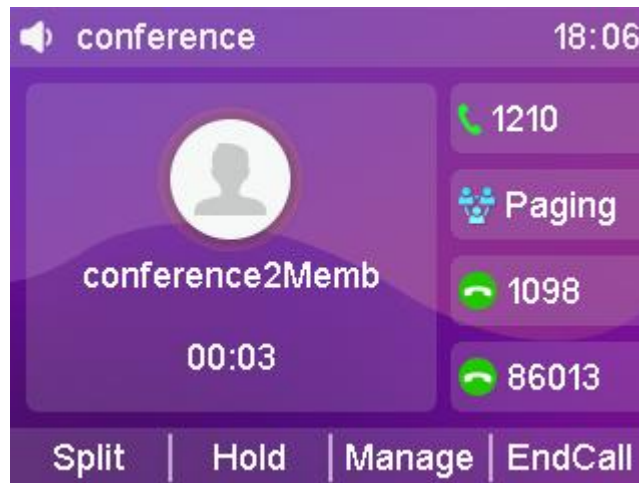 conference 18:06
1210
Paging
conference2Memb
1098
00:03
86013
Split Hold Manage EndCall